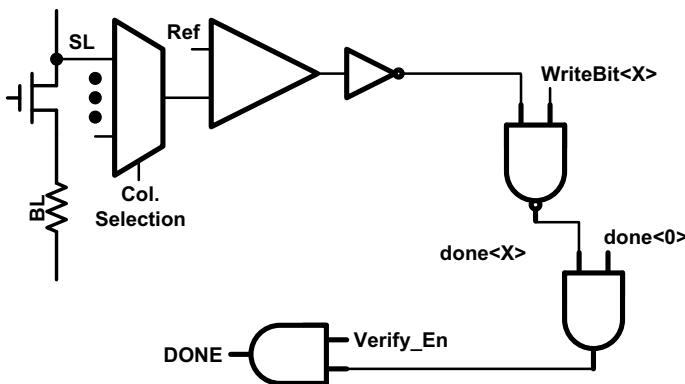 SL
Ref
WriteBit<X>
Col.
Selection
BL
done<X>
done<0>
Verify_En
DONE